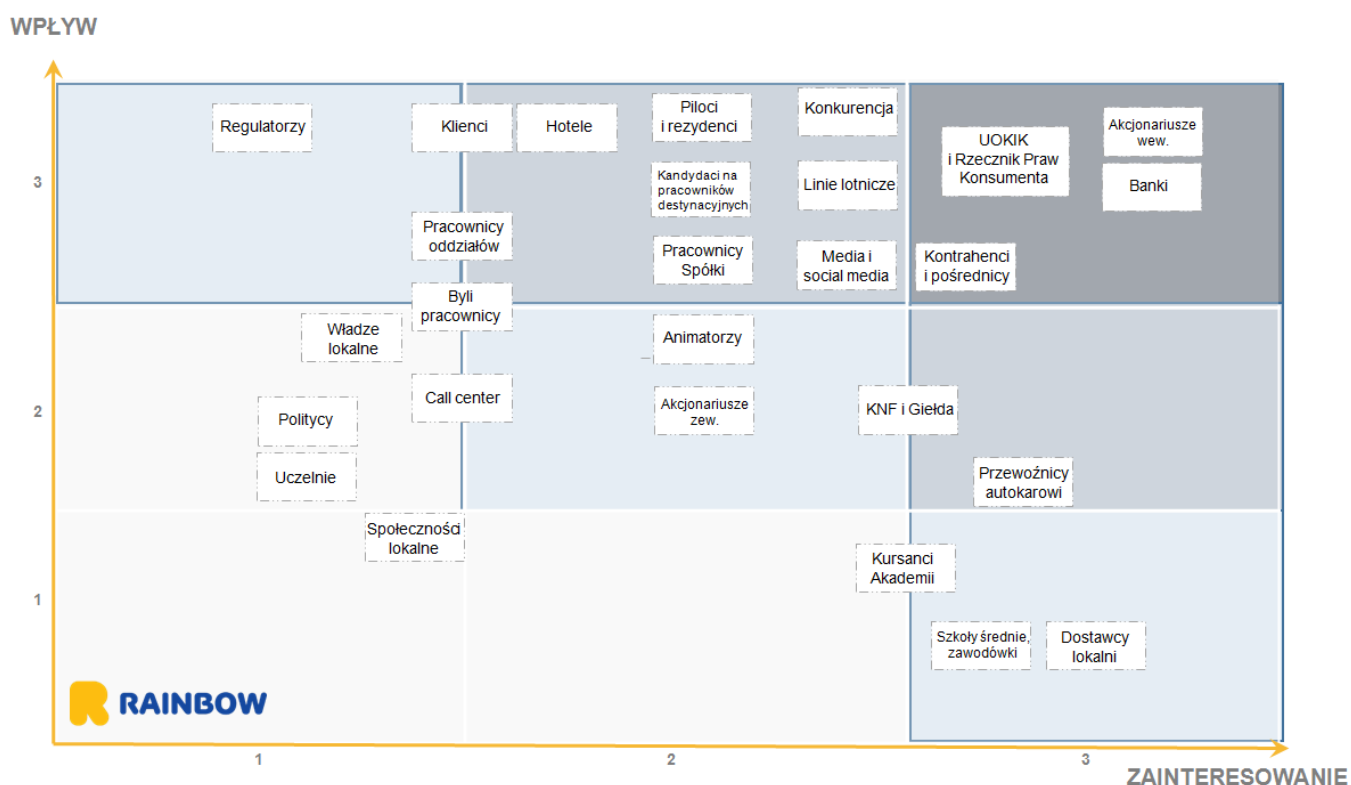 WPŁYW
Regulatorzy
Klienci
Hotele
Piloci
i rezydenci
Konkurencja
UOKIK
i Rzecznik Praw
Konsumenta
Akcjonariusze
wew.
3
Kandydaci na
pracowników
destynacyjnych
Linie lotnicze
Banki
Pracownicy
oddziałów
Pracownicy
Spółki
Media i
social media
Kontrahenci
i pośrednicy
Byli
pracownicy
Władze
lokalne
Animatorzy
2
Politycy
Call center
Akcjonariusze
zew.
KNF i Giełda
Uczelnie
Przewoźnicy
autokarowi
Społeczności
lokalne
Kursanci
Akademii
1
Szkoły średnie,
zawodówki
Dostawcy
lokalni
RAINBOW
1
2
3
ZAINTERESOWANIE